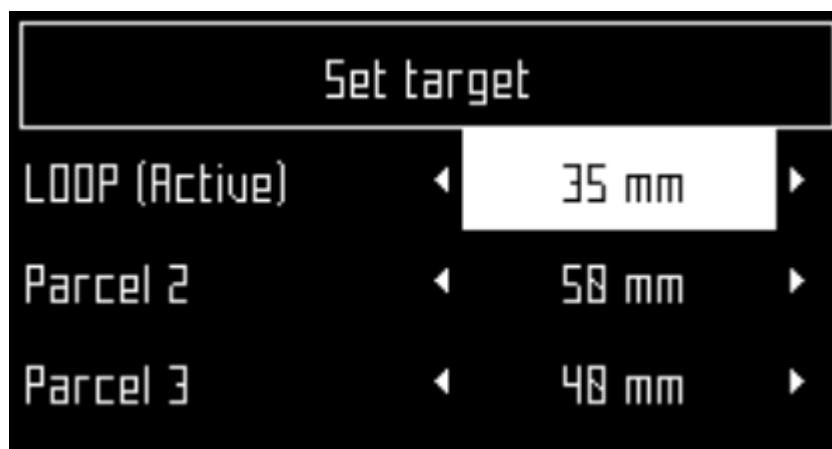 Set target
LOOP (Active) 35 mm
Parcel 2 50 mm
Parcel 3 40 mm